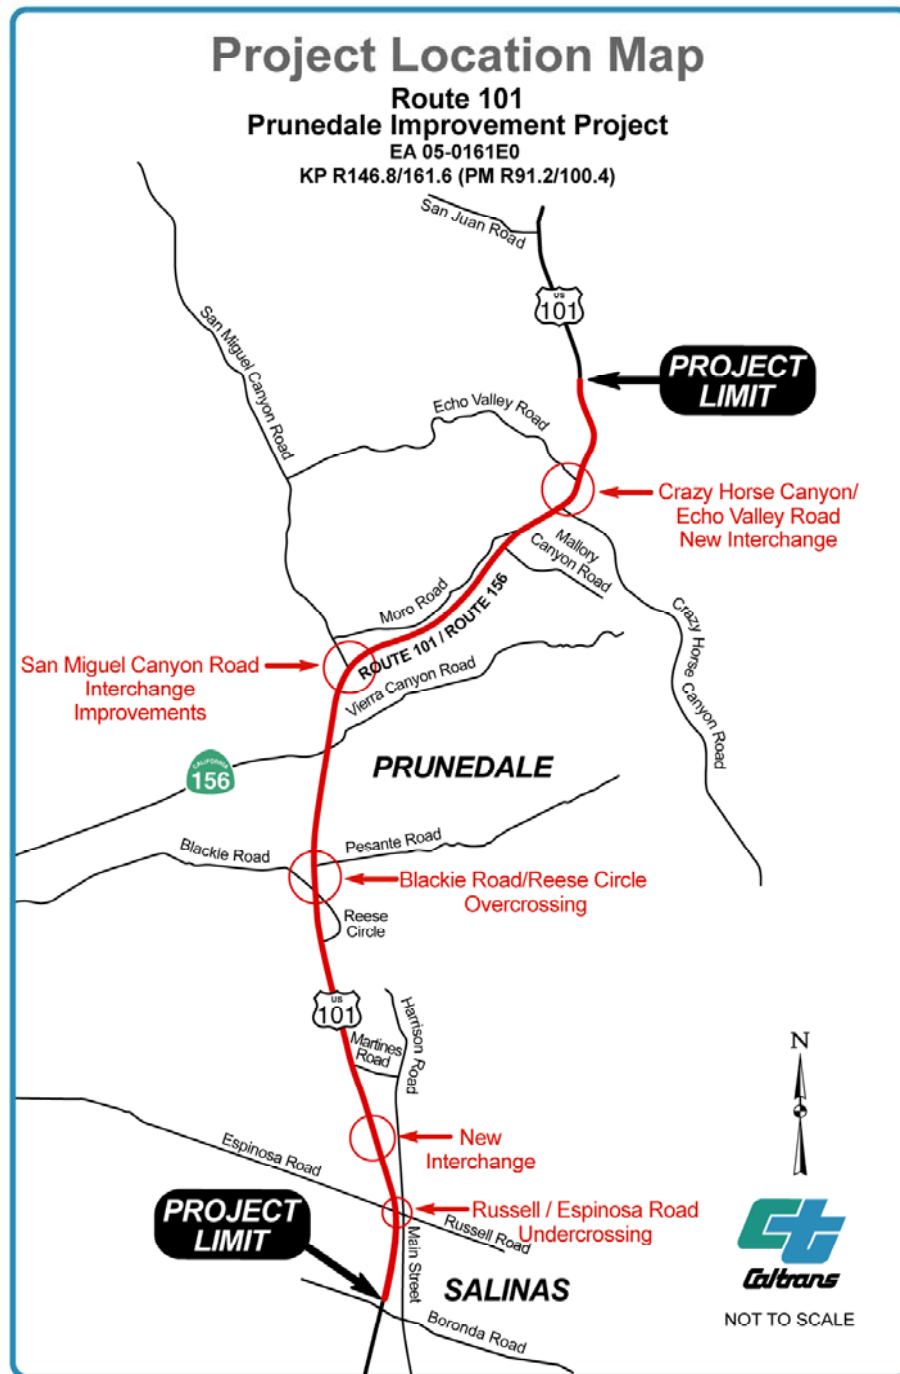 Project Location Map
Route 101
Prunedale Improvement Project
EA 05-0161E0
KP R146.8/161.6 (PM R91.2/100.4)
San Juan Road
US
101
San Miguel Canyon Road
PROJECT
LIMIT
Echo Valley Road
Crazy Horse Canyon/
Echo Valley Road
New Interchange
Mallory
Canyon Road
Moro Road
ROUTE 101 / ROUTE 156
Crazy Horse Canyon Road
San Miguel Canyon Road
Interchange
Improvements
Vierra Canyon Road
CALIFORNIA
156
PRUNEDALE
Blackie Road
Pesante Road
Blackie Road/Reese Circle
Overcrossing
Reese
Circle
US
101
Harrison Road
Martines
Road
N
New
Interchange
Espinosa Road
Russell / Espinosa Road
Undercrossing
Russell Road
PROJECT
LIMIT
Main Street
SALINAS
Boronda Road
Ct
Caltrans
NOT TO SCALE